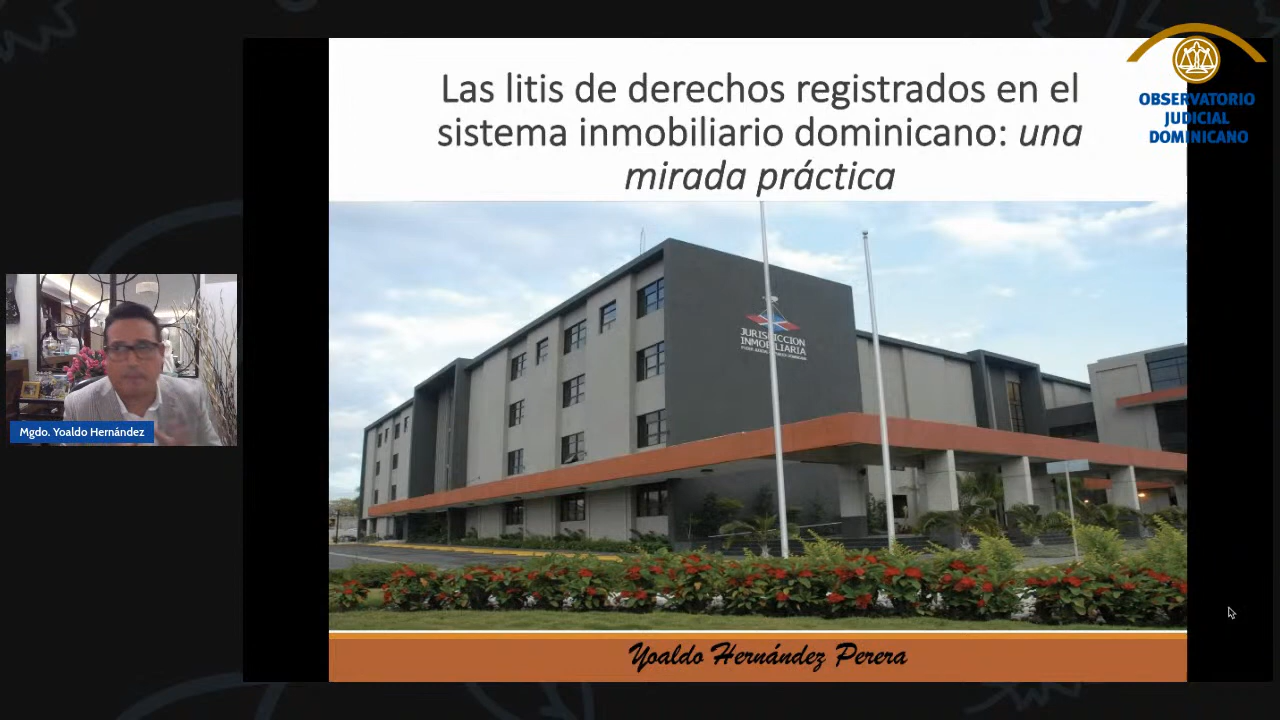 Las litis de derechos registrados en el
sistema inmobiliario dominicano: una
mirada práctica
OBSERVATORIO
JUDICIAL
DOMINICANO
JURISDICCION
INMOBILIARIA
Mgdo. Yoaldo Hernández
Yoaldo Hernández Perera